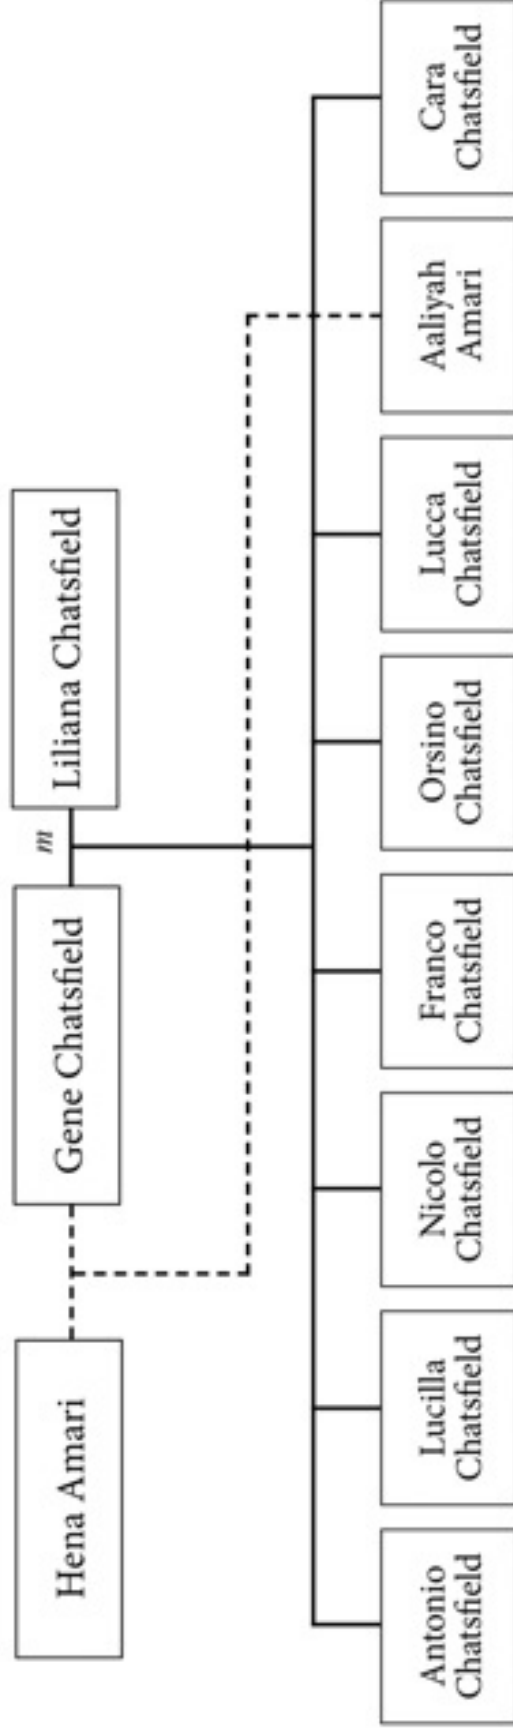 Hena Amari
Gene Chatsfield
m
Liliana Chatsfield
Antonio
Chatsfield
Lucilla
Chatsfield
Nicolo
Chatsfield
Franco
Chatsfield
Orsino
Chatsfield
Lucca
Chatsfield
Aaliyah
Amari
Cara
Chatsfield